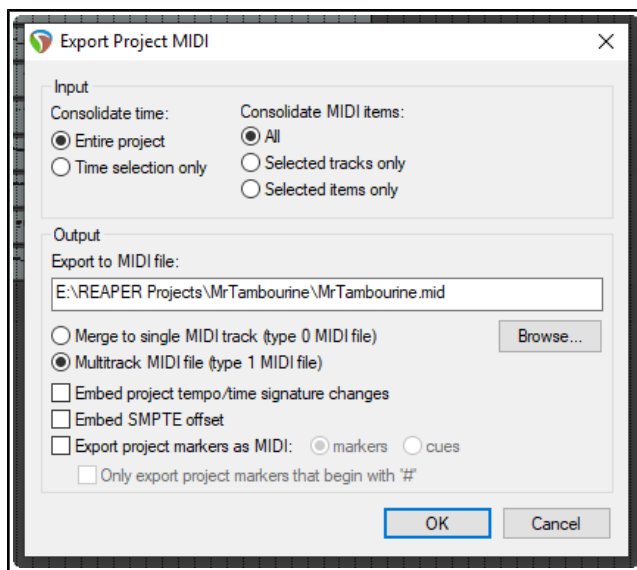 Export Project MIDI
Input
Consolidate time:
Entire project
Time selection only
Consolidate MIDI items:
All
Selected tracks only
Selected items only
Output
Export to MIDI file:
E:\REAPER Projects\MrTambourine\MrTambourine.mid
Merge to single MIDI track (type 0 MIDI file)
Browse...
Multitrack MIDI file (type 1 MIDI file)
Embed project tempo/time signature changes
Embed SMPTE offset
Export project markers as MIDI: markers cues
Only export project markers that begin with '#'
OK Cancel